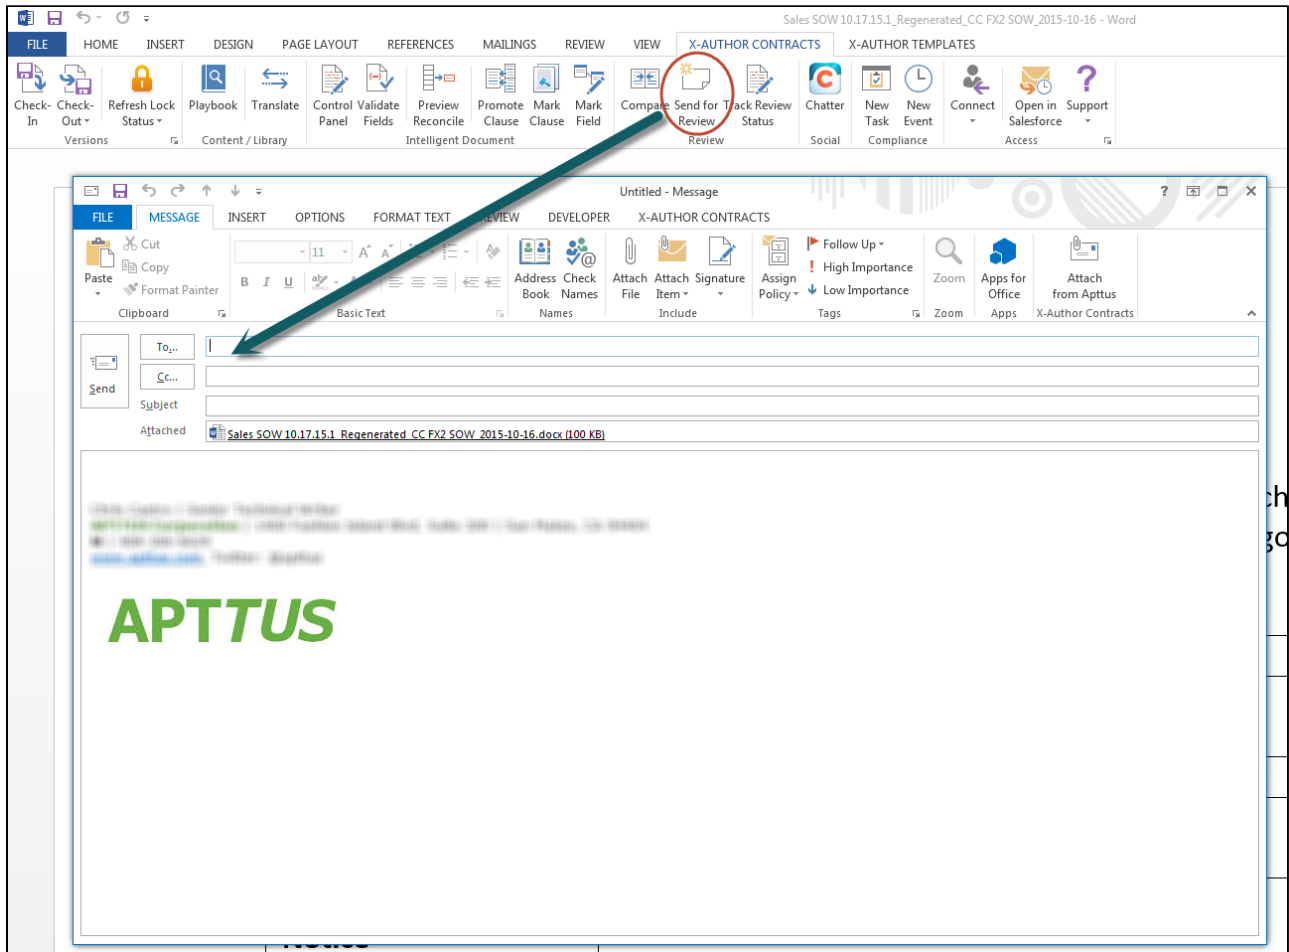 Sales SOW 10.17.15.1_Regenerated_CC FX2 SOW_2015-10-16 - Word
FILE HOME INSERT DESIGN PAGE LAYOUT REFERENCES MAILINGS REVIEW VIEW X-AUTHOR CONTRACTS X-AUTHOR TEMPLATES
Check- Check- Refresh Lock Playbook Translate Control Validate Preview Promote Mark Mark Compare Send for Track Review Chatter New New Connect Open in Support
In Out Status Panel Fields Reconcile Clause Clause Field Review Status Task Event Salesforce
Versions Content / Library Intelligent Document Review Social Compliance Access
Untitled - Message
FILE MESSAGE INSERT OPTIONS FORMAT TEXT REVIEW DEVELOPER X-AUTHOR CONTRACTS
Cut Follow Up
Copy High Importance
Format Painter Low Importance
11
B I U
Paste Address Check Attach Attach Signature Assign Zoom Apps for Attach
Book Names File Item Policy Office from Apttus
Clipboard Basic Text Names Include Tags Zoom Apps X-Author Contracts
To...
Cc...
Send
Subject
Attached Sales SOW 10.17.15.1_Regenerated_CC FX2 SOW_2015-10-16.docx (100 KB)
ch
go
APTTUS
Notice